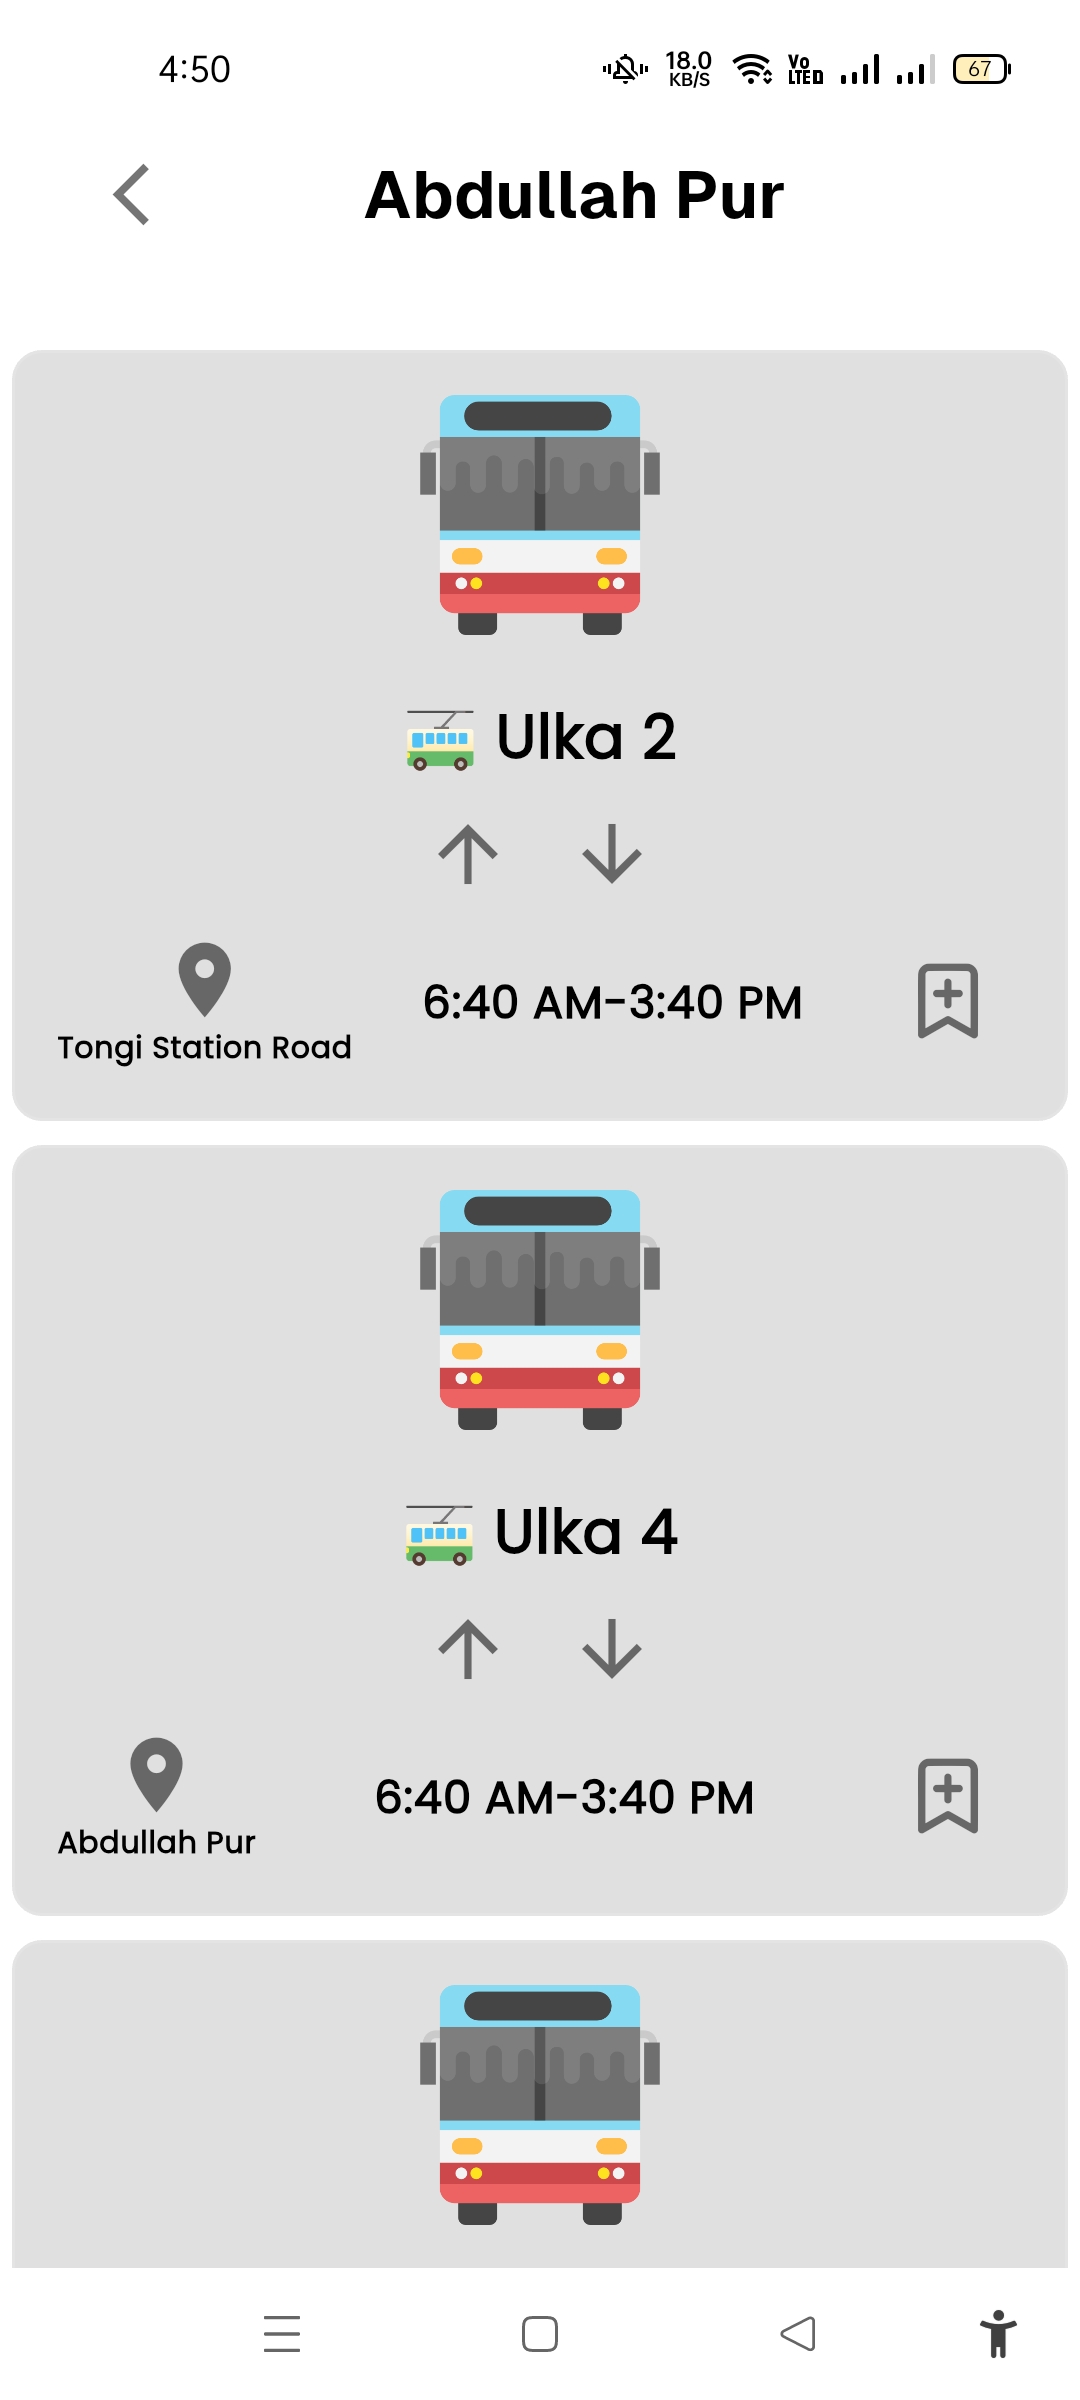 4:50
18.0
KB/S
Vo
LTE
67
Abdullah Pur
Ulka 2
6:40 AM-3:40 PM
Tongi Station Road
Ulka 4
6:40 AM-3:40 PM
Abdullah Pur